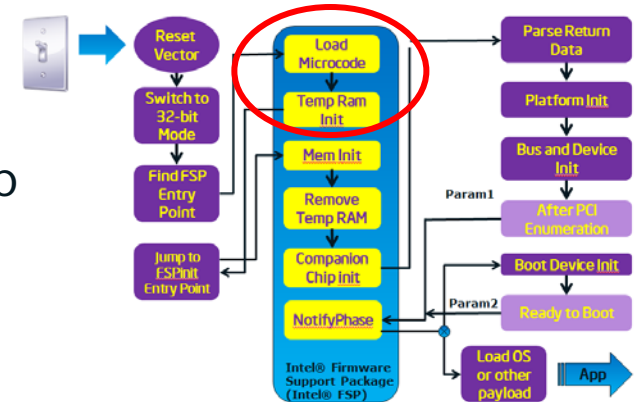 Reset
Vector
Switch to
32-bit
Mode
Find FSP
Entry
Point
Jump to
FSPinit
Entry Point
Load
Microcode
Temp Ram
Init
Mem Init
Remove
Temp RAM
Companion
Chip init
NotifyPhase
Intel® Firmware
Support Package
(Intel® FSP)
Parse Return
Data
Platform Init
Bus and Device
Init
Param1
After PCI
Enumeration
Boot Device Init
Param2
Ready to Boot
Load OS
or other
payload
App